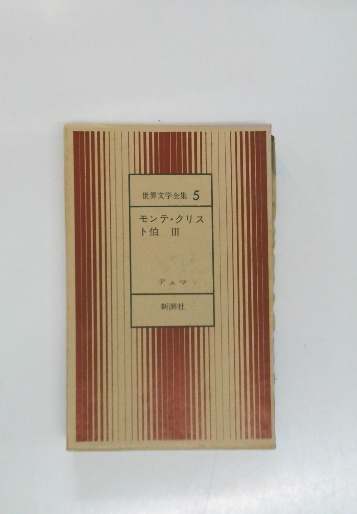 世界文学全集 5
モンテ・クリス
ト伯 III
デュマ
新潮社